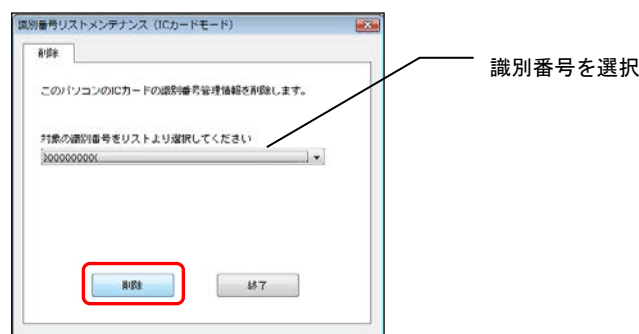 識別番号リストメンテナンス（ICカードモード）
削除
このパソコンのICカードの識別番号管理情報を削除します。
識別番号を選択
対象の識別番号をリストより選択してください
XXXXXXXXXX
削除
終了